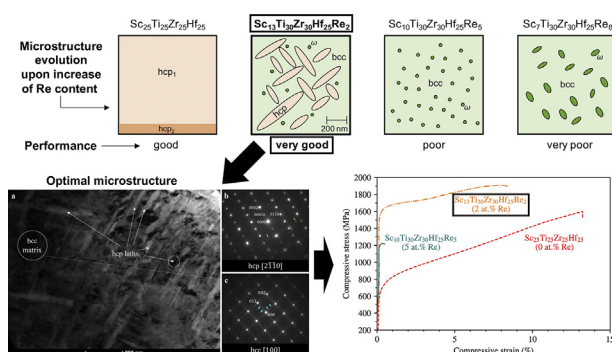 Sc25Ti25Zr25Hf25
Sc13Ti30Zr30Hf25Re2
Sc10Ti30Zr30Hf25Re5
Sc7Ti30Zr30Hf25Re8
Microstructure
evolution
upon increase
of Re content
hcp1
hcp2
bcc
ω
hcp
200 nm
bcc
ω
ω
bcc
Performance
good
very good
poor
very poor
Optimal microstructure
a
hcp laths
bcc
matrix
b
hcp [2110]
c
011
bcc [100]
Compressive stress (MPa)
2000
1800
1600
1400
1200
1000
800
600
400
200
0
Sc13Ti30Zr30Hf25Re2
(2 at.% Re)
Sc10Ti30Zr30Hf25Re5
(5 at.% Re)
Sc25Ti25Zr25Hf25
(0 at.% Re)
0
5
10
15
Compressive strain (%)